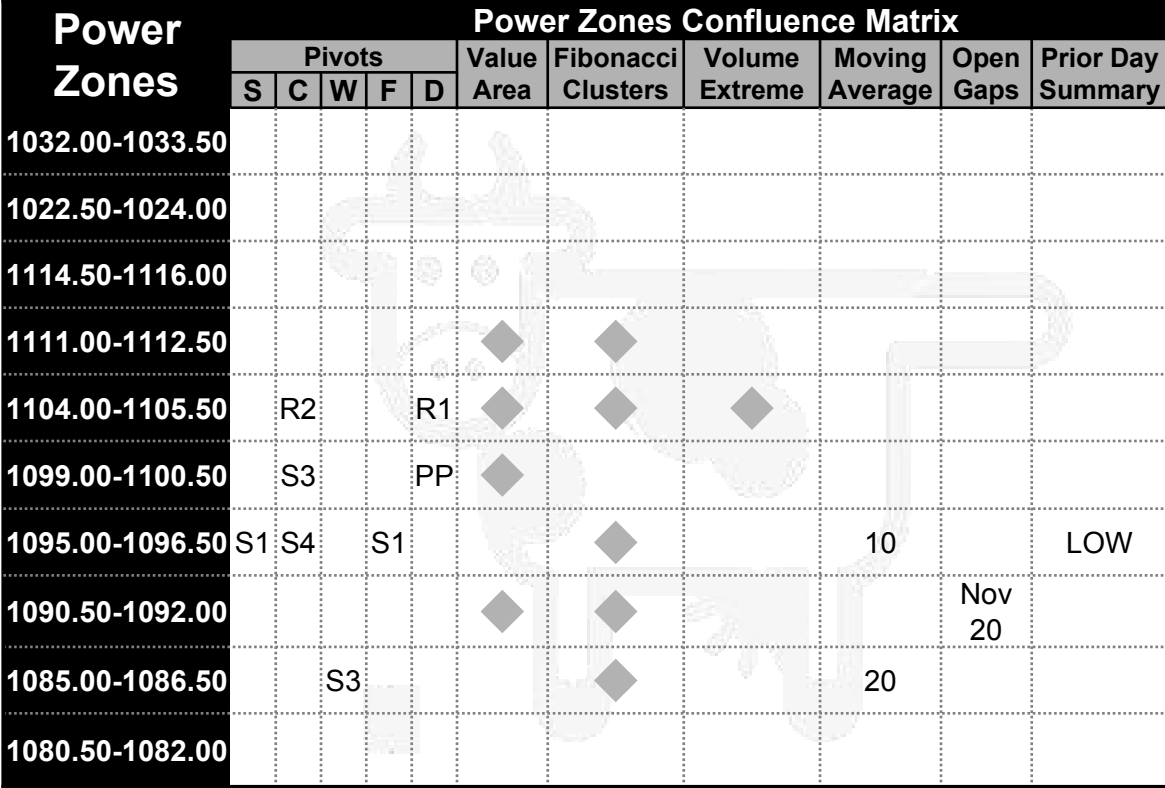 Power Zones Power Zones Confluence Matrix
Pivots Value Area Fibonacci Clusters Volume Extreme Moving Average Open Gaps Prior Day Summary
S C W F D
1032.00-1033.50
1022.50-1024.00
1114.50-1116.00
1111.00-1112.50
1104.00-1105.50 R2 R1
1099.00-1100.50 S3 PP
1095.00-1096.50 S1 S4 S1 10 LOW
1090.50-1092.00 Nov 20
1085.00-1086.50 S3 20
1080.50-1082.00